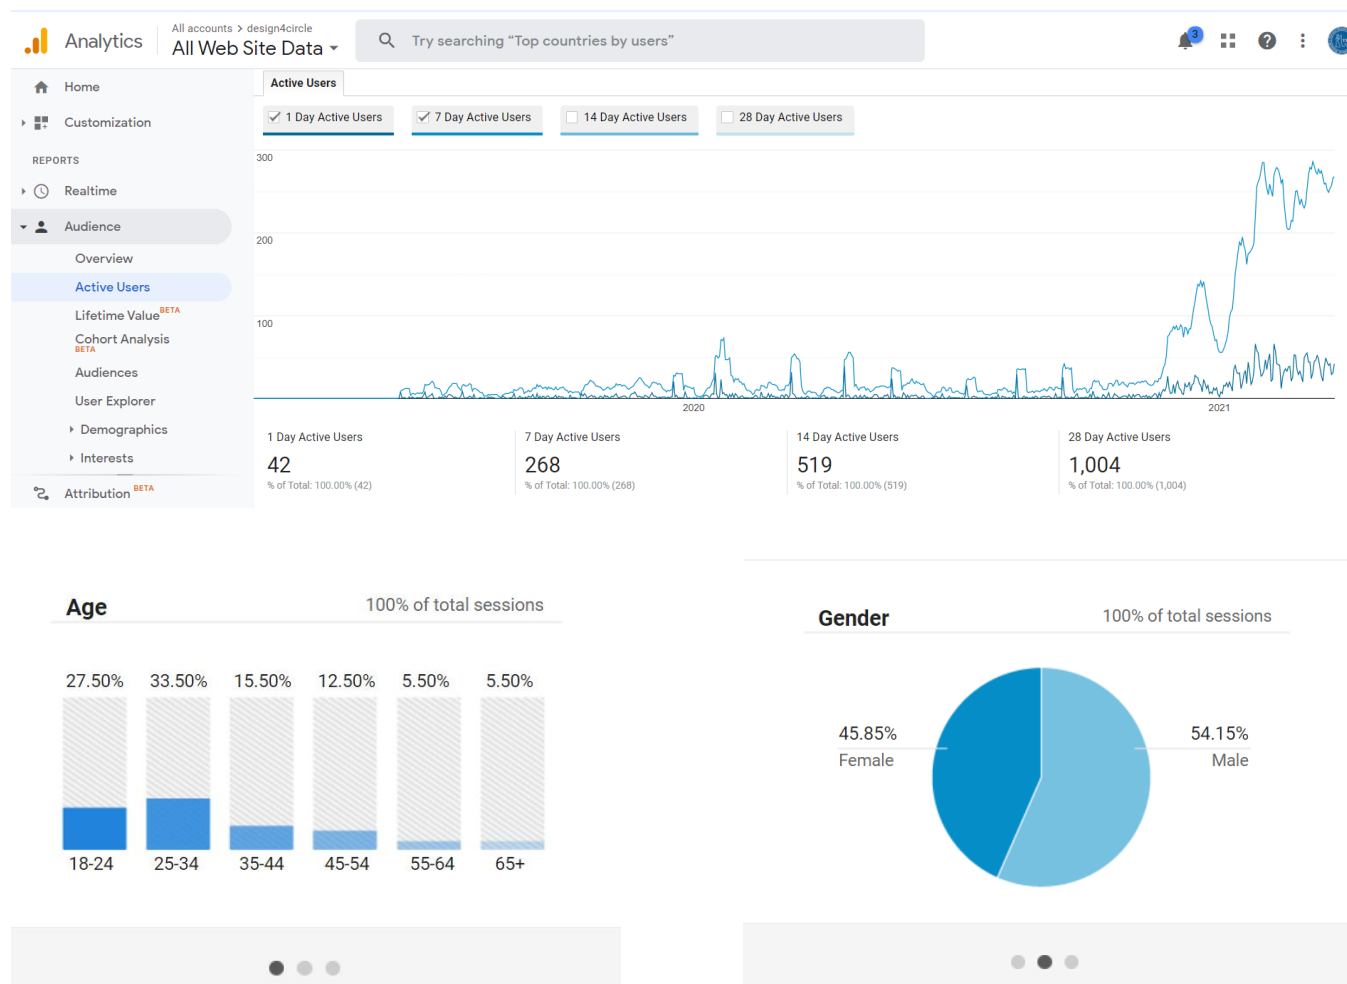 Analytics
All accounts > design4circle
All Web Site Data
Try searching “Top countries by users”
3
Home
Customization
REPORTS
Realtime
Audience
Overview
Active Users
Lifetime Value BETA
Cohort Analysis
BETA
Audiences
User Explorer
Demographics
Interests
Attribution BETA
Active Users
1 Day Active Users 7 Day Active Users 14 Day Active Users 28 Day Active Users
300
200
100
2020 2021
1 Day Active Users 7 Day Active Users 14 Day Active Users 28 Day Active Users
42 268 519 1,004
% of Total: 100.00% (42) % of Total: 100.00% (268) % of Total: 100.00% (519) % of Total: 100.00% (1,004)
Age 100% of total sessions
27.50% 33.50% 15.50% 12.50% 5.50% 5.50%
18-24 25-34 35-44 45-54 55-64 65+
Gender 100% of total sessions
45.85%
Female
54.15%
Male